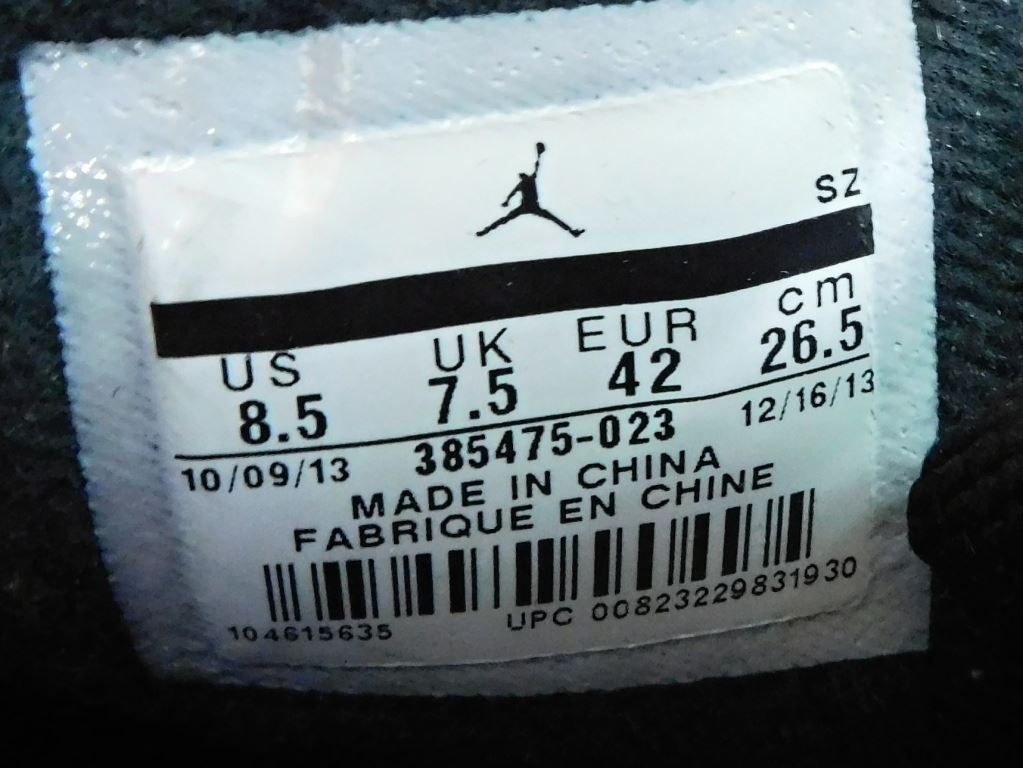 SZ
US UK EUR cm
8.5 7.5 42 26.5
10/09/13 385475-023 12/16/13
MADE IN CHINA
FABRIQUE EN CHINE
104615635 UPC 00823229831930